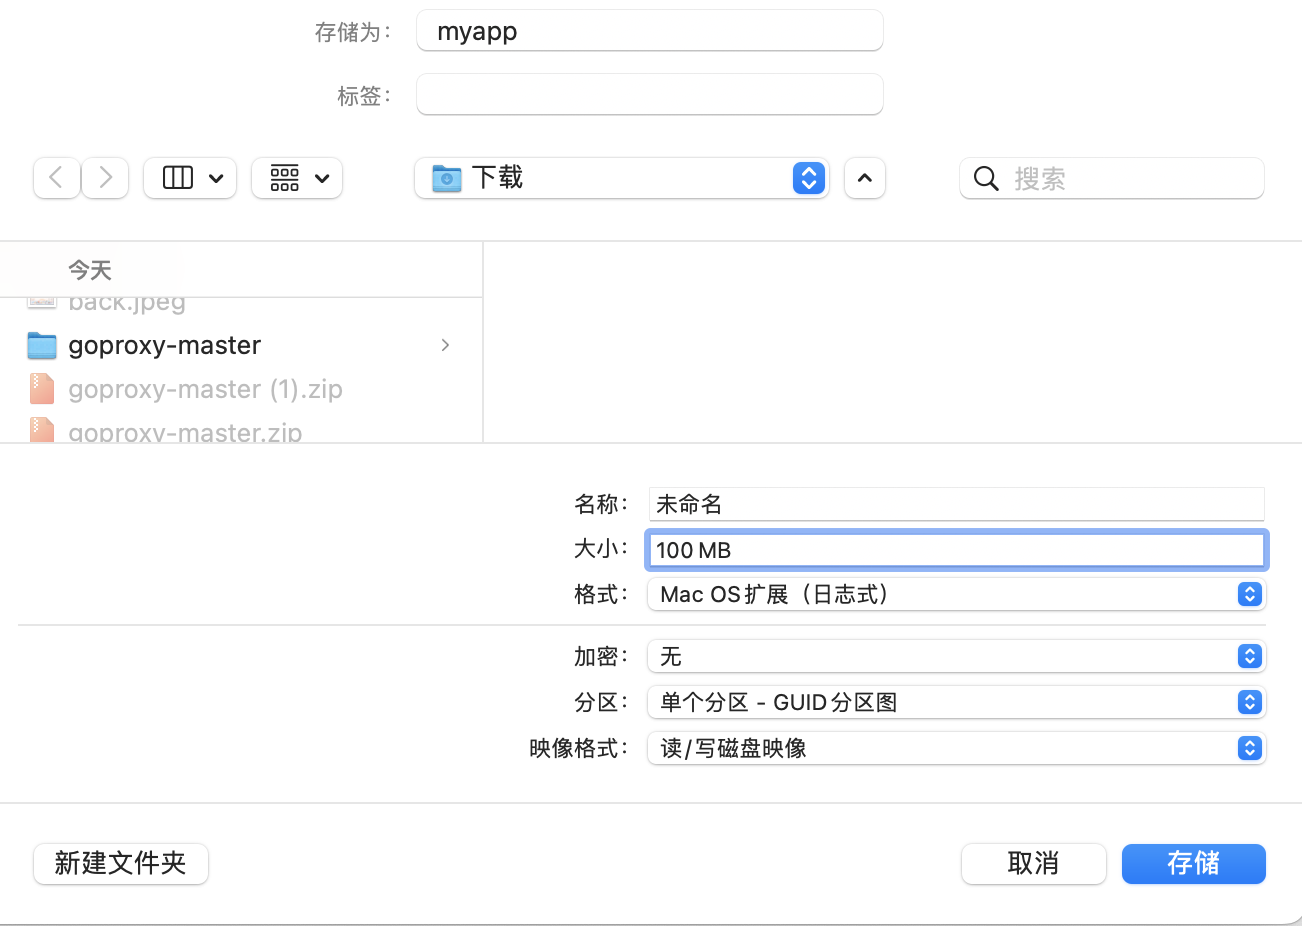 存储为： myapp
标签：
下载 搜索
今天
back.jpeg
goproxy-master
goproxy-master (1).zip
goproxy-master.zip
名称： 未命名
大小： 100 MB
格式： Mac OS扩展（日志式）
加密： 无
分区： 单个分区 - GUID分区图
映像格式： 读/写磁盘映像
新建文件夹 取消 存储